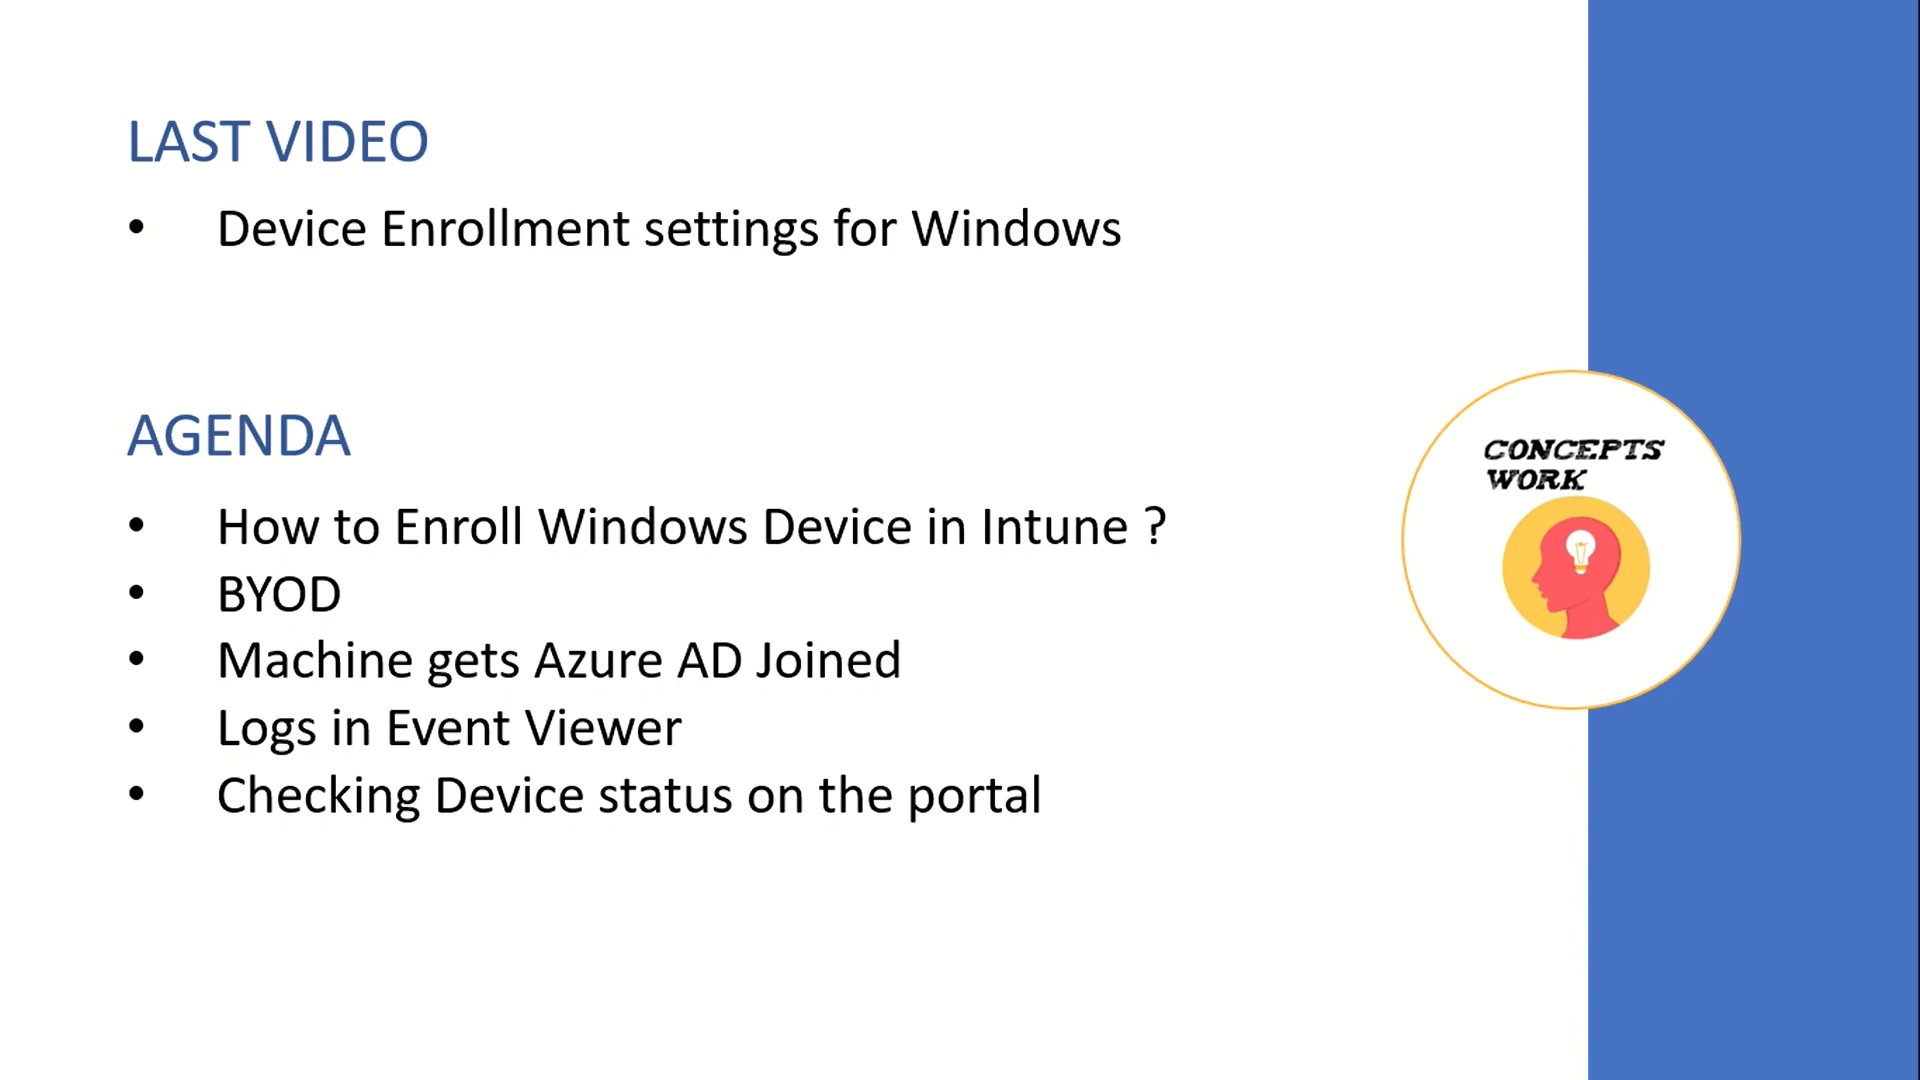 LAST VIDEO
• Device Enrollment settings for Windows
AGENDA
• How to Enroll Windows Device in Intune ?
• BYOD
• Machine gets Azure AD Joined
• Logs in Event Viewer
• Checking Device status on the portal
CONCEPTS
WORK